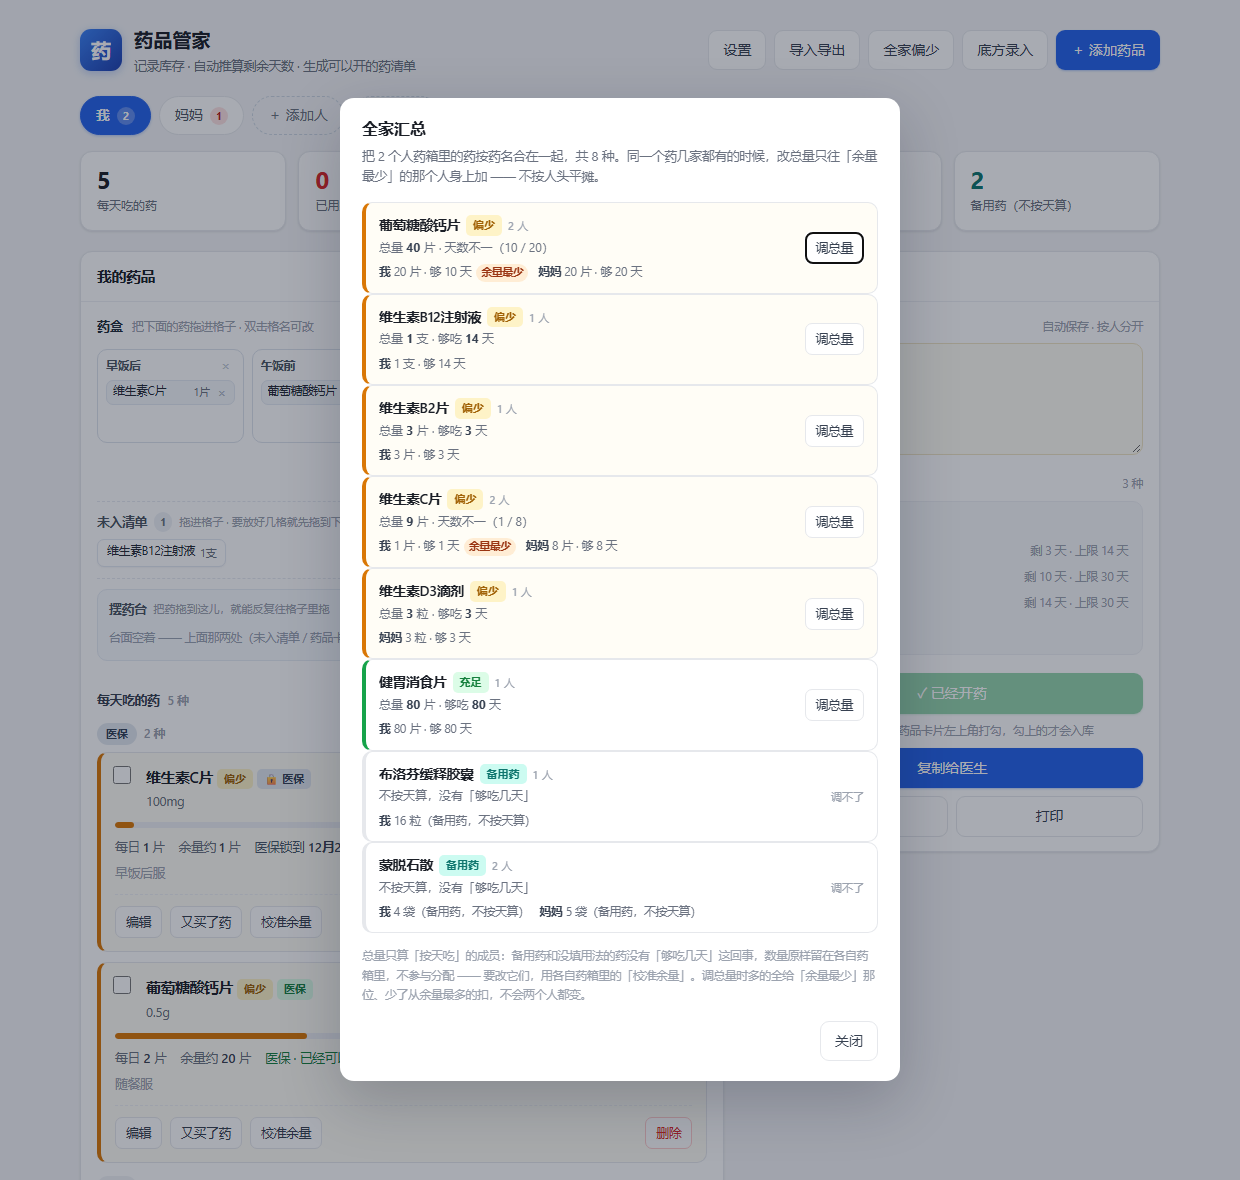 药
药品管家
记录库存 · 自动推算剩余天数 · 生成可以开的药清单
设置
导入导出
全家偏少
底方录入
＋ 添加药品
我 2
妈妈 1
＋ 添加人
5
每天吃的药
0
已用
2
备用药（不按天算）
我的药品
药盒 把下面的药拖进格子 · 双击格名可改
早饭后 ×
维生素C片 1片 ×
午饭前
葡萄糖酸钙片
未入清单 1 拖进格子 · 要放好几格就先拖到下
维生素B12注射液 1支
摆药台 把药拖到这儿，就能反复往格子里拖
台面空着 —— 上面那两处（未入清单 / 药品卡
每天吃的药 5 种
医保 2 种
维生素C片 偏少 🔒 医保
100mg
每日 1 片 余量约 1 片 医保锁到 12月2
早饭后服
编辑
又买了药
校准余量
葡萄糖酸钙片 偏少 医保
0.5g
每日 2 片 余量约 20 片 医保 · 已经可
随餐服
编辑
又买了药
校准余量
删除
自动保存 · 按人分开
3 种
剩 3 天 · 上限 14 天
剩 10 天 · 上限 30 天
剩 14 天 · 上限 30 天
✓ 已经开药
药品卡片左上角打勾，勾上的才会入库
复制给医生
打印
全家汇总
把 2 个人药箱里的药按药名合在一起，共 8 种。同一个药几家都有的时候，改总量只往「余量
最少」的那个人身上加 —— 不按人头平摊。
葡萄糖酸钙片 偏少 2 人
总量 40 片 · 天数不一（10 / 20）
我 20 片 · 够 10 天 余量最少 妈妈 20 片 · 够 20 天
调总量
维生素B12注射液 偏少 1 人
总量 1 支 · 够吃 14 天
我 1 支 · 够 14 天
调总量
维生素B2片 偏少 1 人
总量 3 片 · 够吃 3 天
我 3 片 · 够 3 天
调总量
维生素C片 偏少 2 人
总量 9 片 · 天数不一（1 / 8）
我 1 片 · 够 1 天 余量最少 妈妈 8 片 · 够 8 天
调总量
维生素D3滴剂 偏少 1 人
总量 3 粒 · 够吃 3 天
妈妈 3 粒 · 够 3 天
调总量
健胃消食片 充足 1 人
总量 80 片 · 够吃 80 天
我 80 片 · 够 80 天
调总量
布洛芬缓释胶囊 备用药 1 人
不按天算，没有「够吃几天」
我 16 粒（备用药，不按天算）
调不了
蒙脱石散 备用药 2 人
不按天算，没有「够吃几天」
我 4 袋（备用药，不按天算） 妈妈 5 袋（备用药，不按天算）
调不了
总量只算「按天吃」的成员：备用药和没填用法的药没有「够吃几天」这回事，数量原样留在各自药
箱里，不参与分配 —— 要改它们，用各自药箱里的「校准余量」。调总量时多的全给「余量最少」那
位、少了从余量最多的扣，不会两个人都变。
关闭